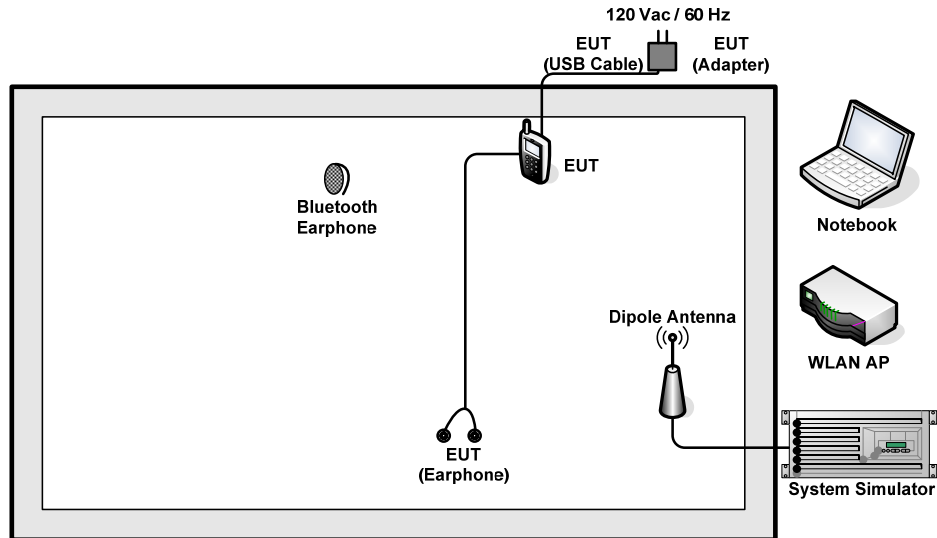 120 Vac / 60 Hz
EUT
(USB Cable)
EUT
(Adapter)
EUT
Bluetooth
Earphone
Notebook
Dipole Antenna
WLAN AP
EUT
(Earphone)
System Simulator